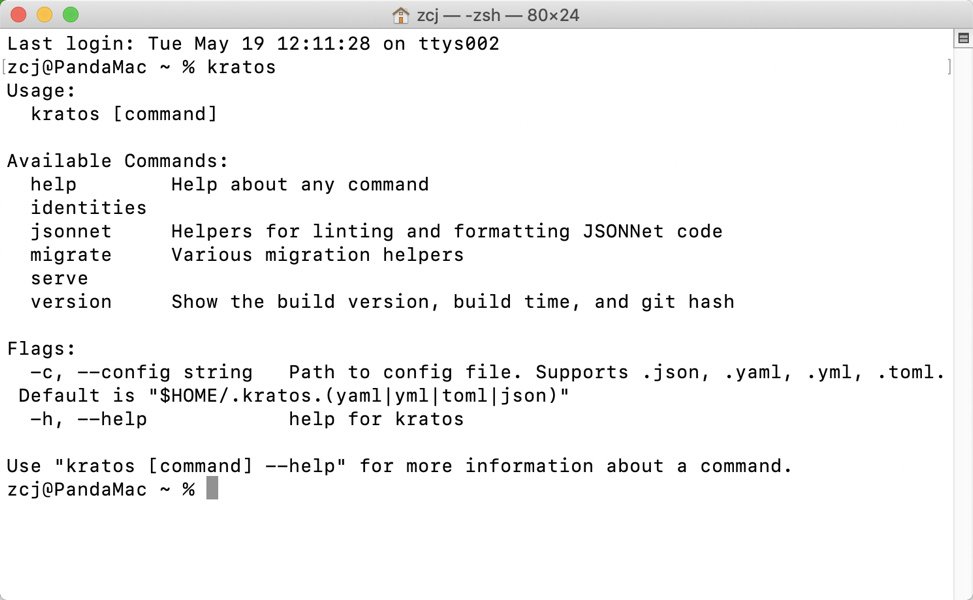 zcj — -zsh — 80×24
Last login: Tue May 19 12:11:28 on ttys002
[zcj@PandaMac ~ % kratos ]
Usage:
  kratos [command]

Available Commands:
  help        Help about any command
  identities
  jsonnet     Helpers for linting and formatting JSONNet code
  migrate     Various migration helpers
  serve
  version     Show the build version, build time, and git hash

Flags:
  -c, --config string   Path to config file. Supports .json, .yaml, .yml, .toml.
 Default is "$HOME/.kratos.(yaml|yml|toml|json)"
  -h, --help            help for kratos

Use "kratos [command] --help" for more information about a command.
zcj@PandaMac ~ %